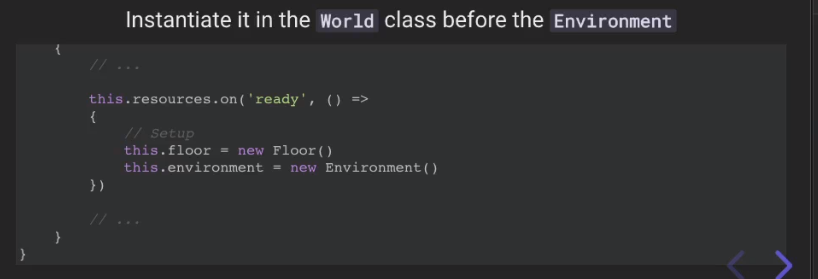 Instantiate it in the World class before the Environment
{
// ...
this.resources.on('ready', () =>
{
// Setup
this.floor = new Floor()
this.environment = new Environment()
})
// ...
}
}